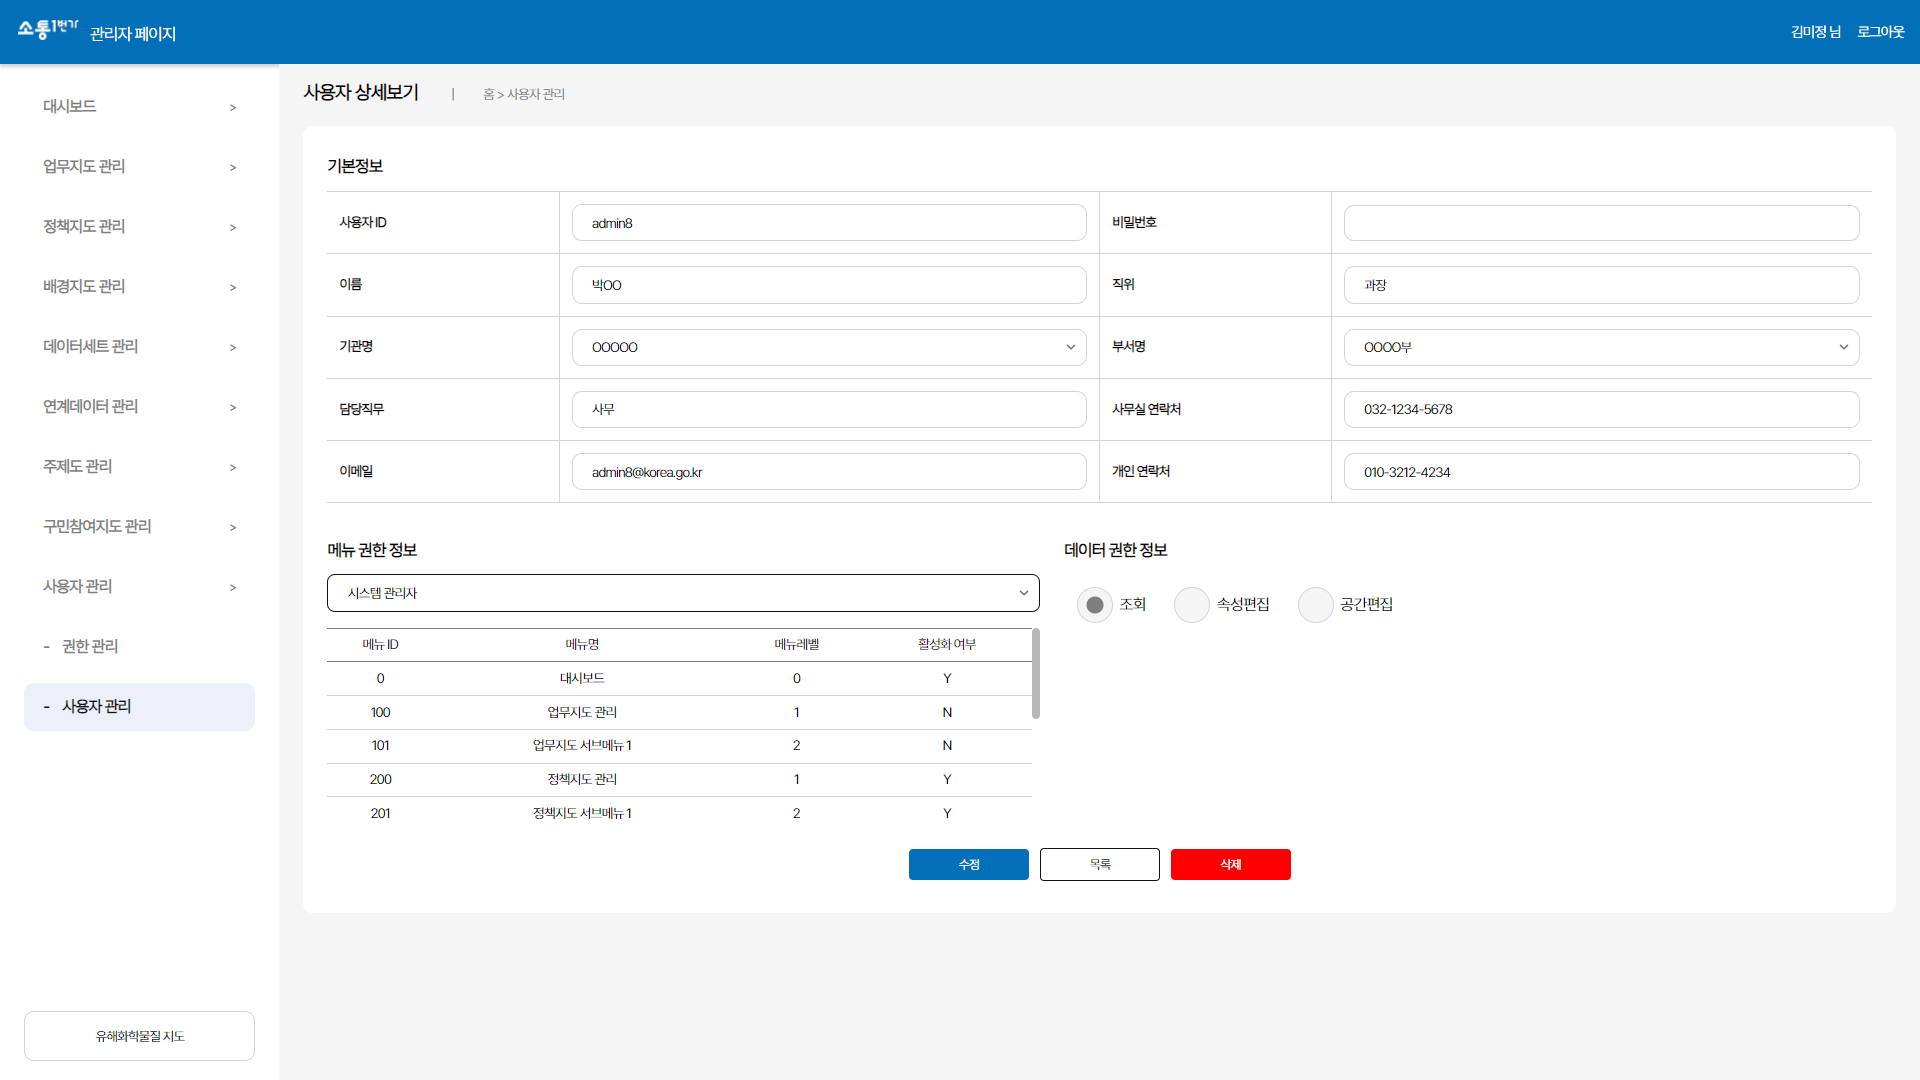 소통1번가 관리자 페이지
김미정 님 로그아웃
대시보드 >
업무지도 관리 >
정책지도 관리 >
배경지도 관리 >
데이터세트 관리 >
연계데이터 관리 >
주제도 관리 >
구민참여지도 관리 >
사용자 관리 >
- 권한 관리
- 사용자 관리
유해화학물질 지도
사용자 상세보기 | 홈 > 사용자 관리
기본정보
사용자 ID admin8 비밀번호
이름 박OO 직위 과장
기관명 OOOOO 부서명 OOOO부
담당직무 사무 사무실 연락처 032-1234-5678
이메일 admin8@korea.go.kr 개인 연락처 010-3212-4234
메뉴 권한 정보
시스템 관리자
메뉴 ID 메뉴명 메뉴레벨 활성화 여부
0 대시보드 0 Y
100 업무지도 관리 1 N
101 업무지도 서브메뉴 1 2 N
200 정책지도 관리 1 Y
201 정책지도 서브메뉴 1 2 Y
데이터 권한 정보
조회 속성편집 공간편집
수정 목록 삭제